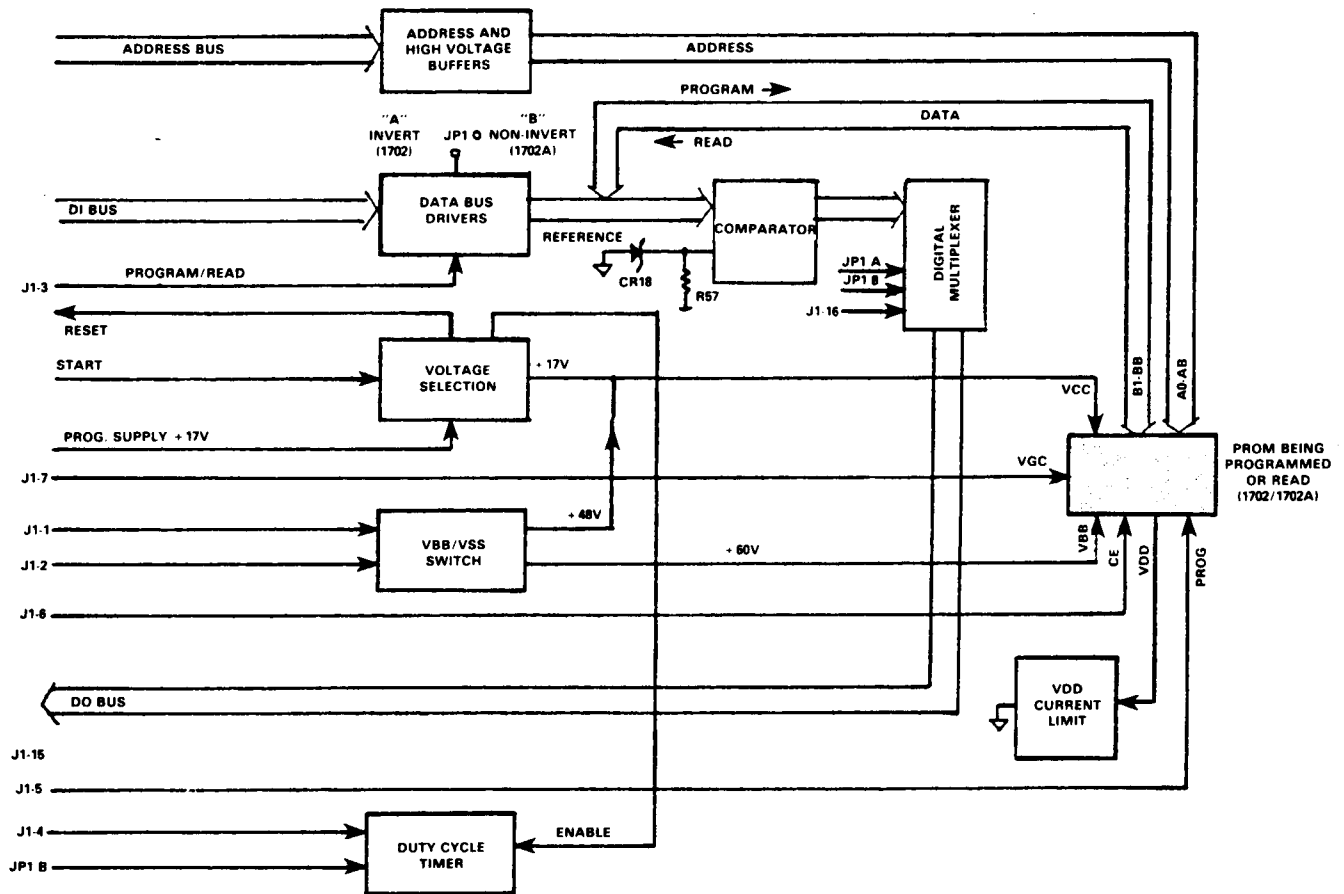 ADDRESS BUS
ADDRESS AND
HIGH VOLTAGE
BUFFERS
ADDRESS
PROGRAM
DATA
READ
"A"
INVERT
(1702)
JP1
"B"
NON-INVERT
(1702A)
DI BUS
DATA BUS
DRIVERS
REFERENCE
CR18
R57
COMPARATOR
JP1 A
JP1 B
J1-16
DIGITAL
MULTIPLEXER
J1-3
PROGRAM/READ
RESET
START
VOLTAGE
SELECTION
+ 17V
PROG. SUPPLY + 17V
VCC
B1-BB
A0-AB
J1-7
VGC
PROM BEING
PROGRAMMED
OR READ
(1702/1702A)
J1-1
J1-2
VBB/VSS
SWITCH
+ 48V
+ 60V
VBB
CE
VDD
PROG
J1-6
DO BUS
VDD
CURRENT
LIMIT
J1-15
J1-5
J1-4
JP1 B
DUTY CYCLE
TIMER
ENABLE